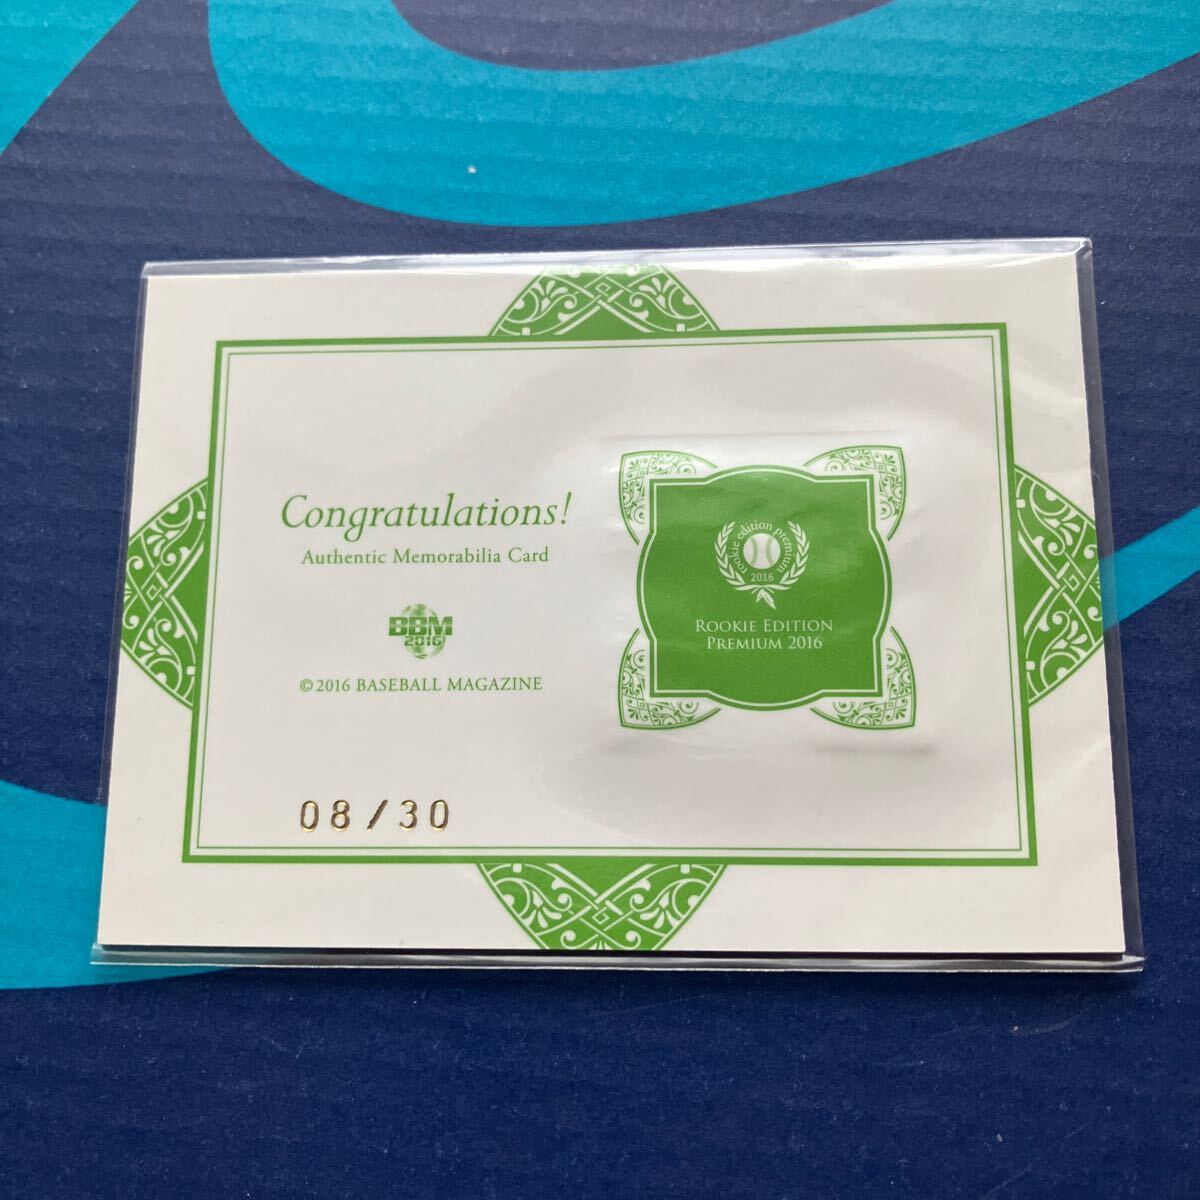 Congratulations!
Authentic Memorabilia Card
BBM
2016
© 2016 BASEBALL MAGAZINE
08/30
rookie edition premium
2016
ROOKIE EDITION
PREMIUM 2016